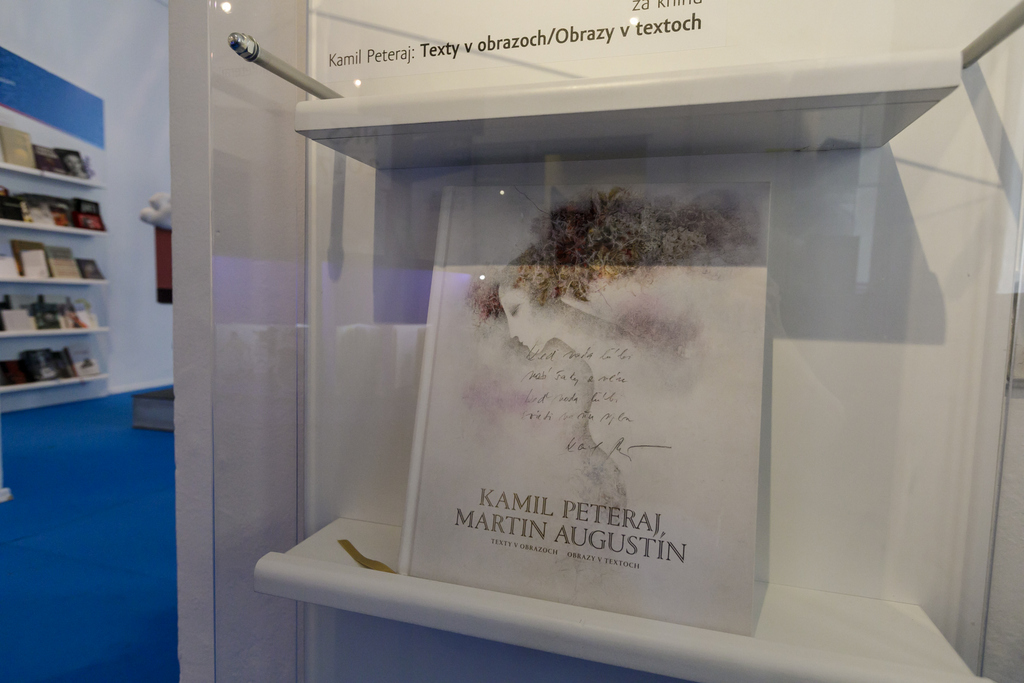 za knihu
Kamil Peteraj: Texty v obrazoch/Obrazy v textoch
KAMIL PETERAJ,
MARTIN AUGUSTÍN
TEXTY V OBRAZOCH OBRAZY V TEXTOCH